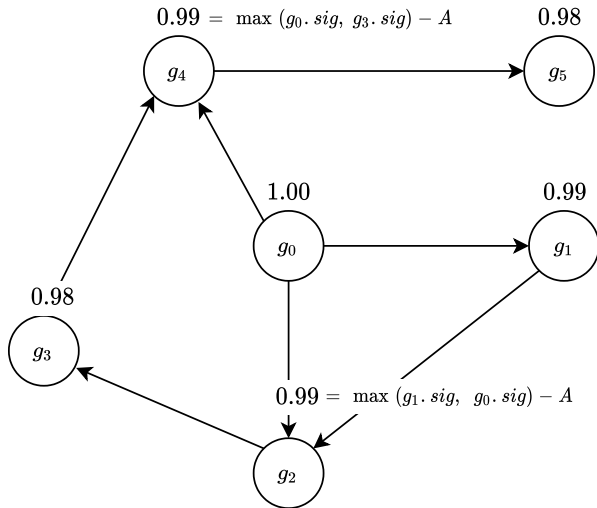 0.99 = max (g₀. sig, g₃. sig) − A
0.98
g₄
g₅
1.00
0.99
g₀
g₁
0.98
g₃
0.99 = max (g₁. sig, g₀. sig) − A
g₂